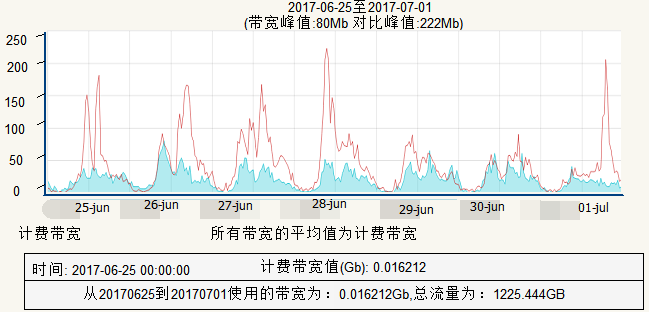 2017-06-25至2017-07-01
(带宽峰值:80Mb 对比峰值:222Mb)
250
200
150
100
50
0
25-jun 26-jun 27-jun 28-jun 29-jun 30-jun 01-jul
计费带宽 所有带宽的平均值为计费带宽
时间: 2017-06-25 00:00:00 计费带宽值(Gb): 0.016212
从20170625到20170701使用的带宽为：0.016212Gb,总流量为：1225.444GB